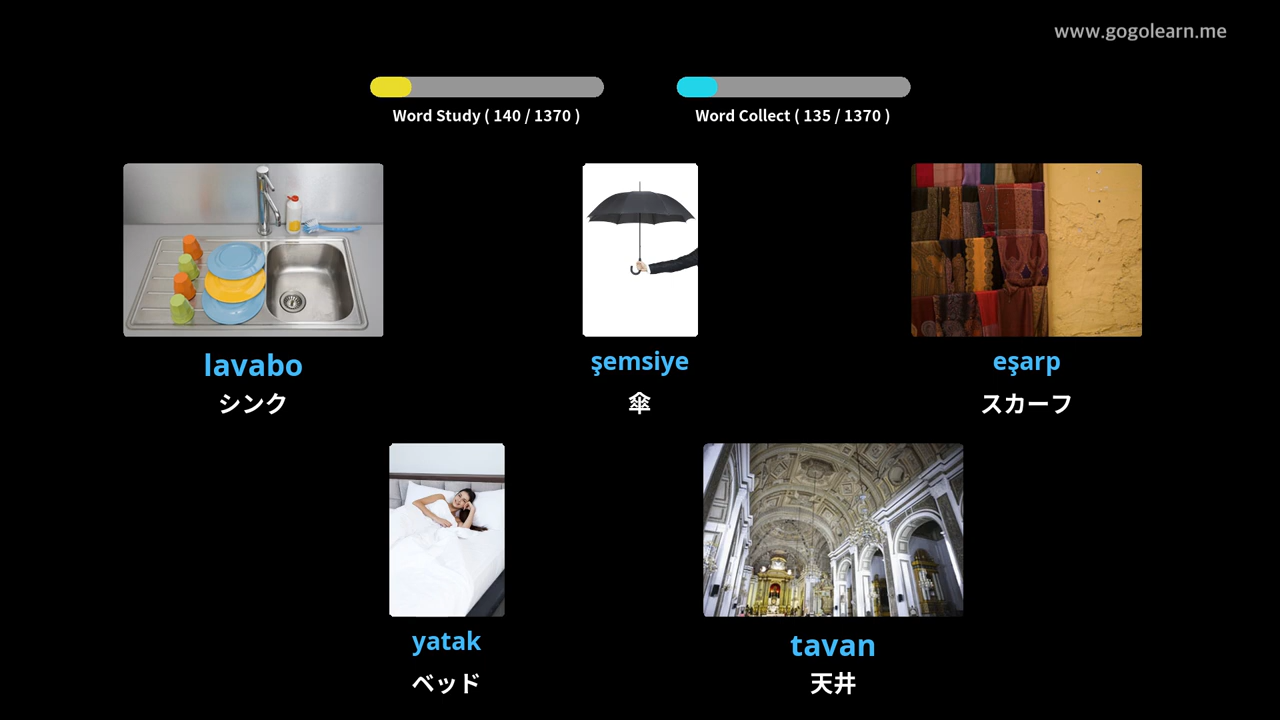 www.gogolearn.me
Word Study ( 140 / 1370 )
Word Collect ( 135 / 1370 )
lavabo
シンク
şemsiye
傘
eşarp
スカーフ
yatak
ベッド
tavan
天井